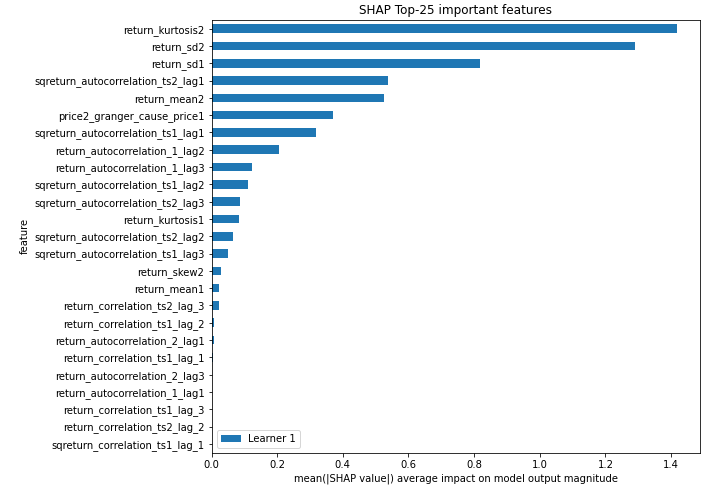 SHAP Top-25 important features
return_kurtosis2
return_sd2
return_sd1
sqreturn_autocorrelation_ts2_lag1
return_mean2
price2_granger_cause_price1
sqreturn_autocorrelation_ts1_lag1
return_autocorrelation_1_lag2
return_autocorrelation_1_lag3
sqreturn_autocorrelation_ts1_lag2
sqreturn_autocorrelation_ts2_lag3
return_kurtosis1
sqreturn_autocorrelation_ts2_lag2
sqreturn_autocorrelation_ts1_lag3
return_skew2
return_mean1
return_correlation_ts2_lag_3
return_correlation_ts1_lag_2
return_autocorrelation_2_lag1
return_correlation_ts1_lag_1
return_autocorrelation_2_lag3
return_autocorrelation_1_lag1
return_correlation_ts1_lag_3
return_correlation_ts2_lag_2
sqreturn_correlation_ts1_lag_1
feature
Learner 1
0.0 0.2 0.4 0.6 0.8 1.0 1.2 1.4
mean(|SHAP value|) average impact on model output magnitude